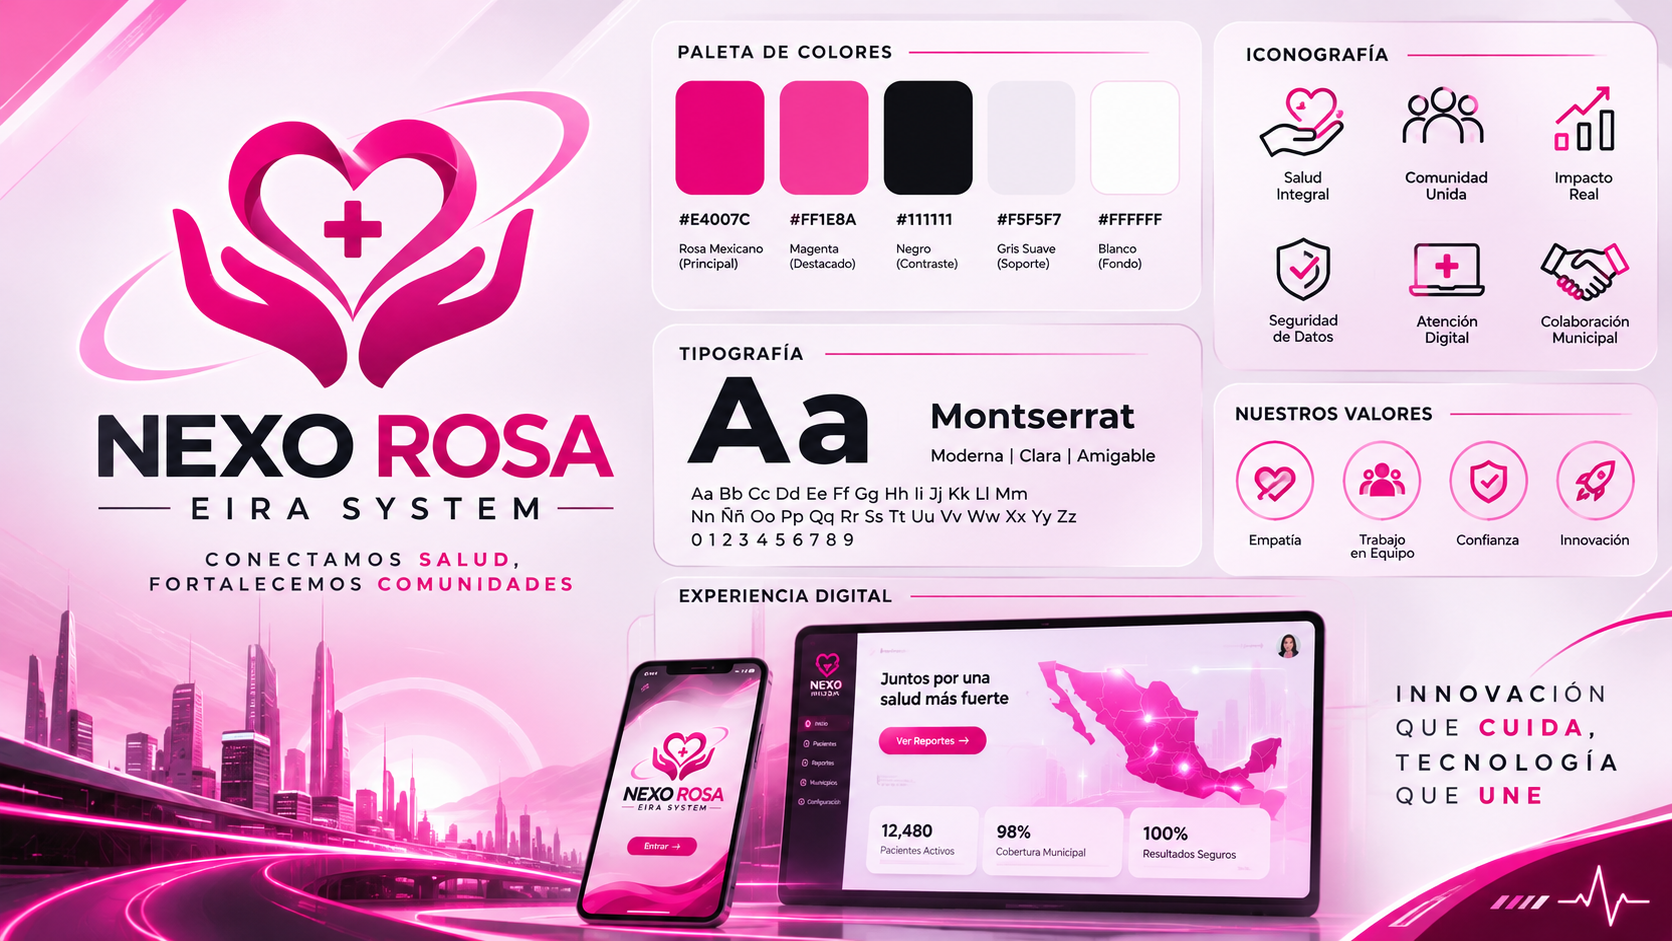 NEXO ROSA
EIRA SYSTEM
CONECTAMOS SALUD,
FORTALECEMOS COMUNIDADES
PALETA DE COLORES
#E4007C
Rosa Mexicano
(Principal)
#FF1E8A
Magenta
(Destacado)
#111111
Negro
(Contraste)
#F5F5F7
Gris Suave
(Soporte)
#FFFFFF
Blanco
(Fondo)
TIPOGRAFÍA
Aa
Montserrat
Moderna | Clara | Amigable
Aa Bb Cc Dd Ee Ff Gg Hh Ii Jj Kk Ll Mm
Nn Ññ Oo Pp Qq Rr Ss Tt Uu Vv Ww Xx Yy Zz
0 1 2 3 4 5 6 7 8 9
ICONOGRAFÍA
Salud
Integral
Comunidad
Unida
Impacto
Real
Seguridad
de Datos
Atención
Digital
Colaboración
Municipal
NUESTROS VALORES
Empatía
Trabajo
en Equipo
Confianza
Innovación
EXPERIENCIA DIGITAL
NEXO ROSA
EIRA SYSTEM
Entrar →
NEXO
Inicio
Pacientes
Reportes
Municipios
Configuración
Juntos por una
salud más fuerte
Ver Reportes →
12,480
Pacientes Activos
98%
Cobertura Municipal
100%
Resultados Seguros
INNOVACIÓN
QUE CUIDA,
TECNOLOGÍA
QUE UNE